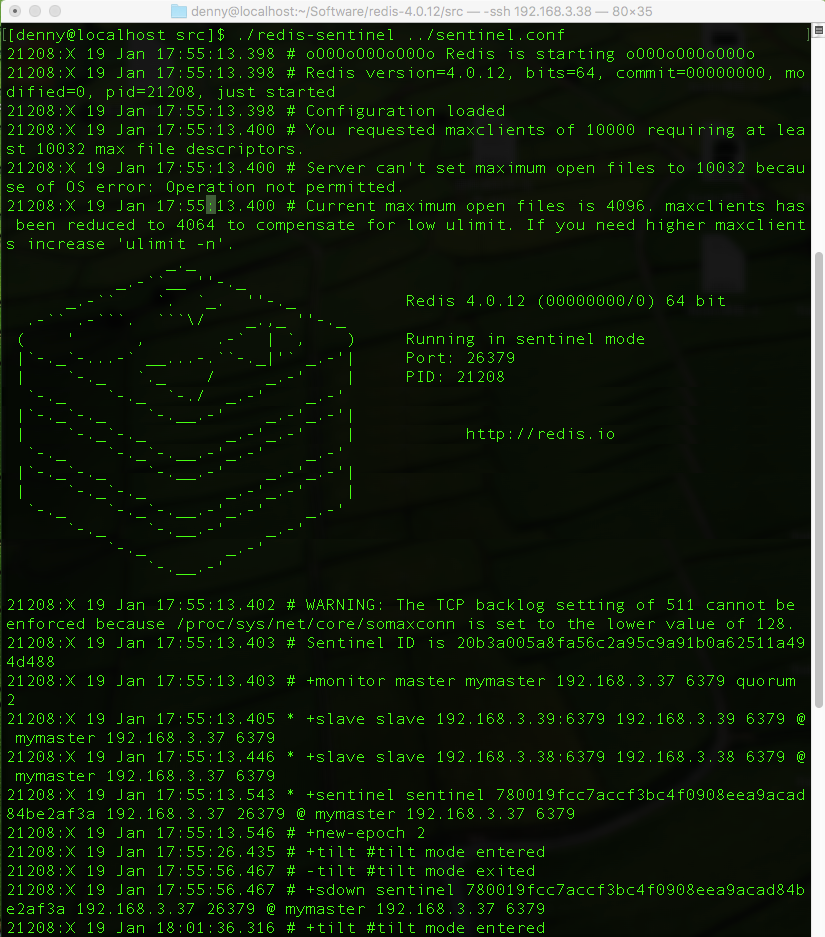 denny@localhost:~/Software/redis-4.0.12/src — -ssh 192.168.3.38 — 80×35
[[denny@localhost src]$ ./redis-sentinel ../sentinel.conf ]
21208:X 19 Jan 17:55:13.398 # oO0OoO0OoO0Oo Redis is starting oO0OoO0OoO0Oo
21208:X 19 Jan 17:55:13.398 # Redis version=4.0.12, bits=64, commit=00000000, mo
dified=0, pid=21208, just started
21208:X 19 Jan 17:55:13.398 # Configuration loaded
21208:X 19 Jan 17:55:13.400 # You requested maxclients of 10000 requiring at lea
st 10032 max file descriptors.
21208:X 19 Jan 17:55:13.400 # Server can't set maximum open files to 10032 becau
se of OS error: Operation not permitted.
21208:X 19 Jan 17:55:13.400 # Current maximum open files is 4096. maxclients has
 been reduced to 4064 to compensate for low ulimit. If you need higher maxclient
s increase 'ulimit -n'.
Redis 4.0.12 (00000000/0) 64 bit
Running in sentinel mode
Port: 26379
PID: 21208
http://redis.io
21208:X 19 Jan 17:55:13.402 # WARNING: The TCP backlog setting of 511 cannot be
enforced because /proc/sys/net/core/somaxconn is set to the lower value of 128.
21208:X 19 Jan 17:55:13.403 # Sentinel ID is 20b3a005a8fa56c2a95c9a91b0a62511a49
4d488
21208:X 19 Jan 17:55:13.403 # +monitor master mymaster 192.168.3.37 6379 quorum
2
21208:X 19 Jan 17:55:13.405 * +slave slave 192.168.3.39:6379 192.168.3.39 6379 @
 mymaster 192.168.3.37 6379
21208:X 19 Jan 17:55:13.446 * +slave slave 192.168.3.38:6379 192.168.3.38 6379 @
 mymaster 192.168.3.37 6379
21208:X 19 Jan 17:55:13.543 * +sentinel sentinel 780019fcc7accf3bc4f0908eea9acad
84be2af3a 192.168.3.37 26379 @ mymaster 192.168.3.37 6379
21208:X 19 Jan 17:55:13.546 # +new-epoch 2
21208:X 19 Jan 17:55:26.435 # +tilt #tilt mode entered
21208:X 19 Jan 17:55:56.467 # -tilt #tilt mode exited
21208:X 19 Jan 17:55:56.467 # +sdown sentinel 780019fcc7accf3bc4f0908eea9acad84b
e2af3a 192.168.3.37 26379 @ mymaster 192.168.3.37 6379
21208:X 19 Jan 18:01:36.316 # +tilt #tilt mode entered